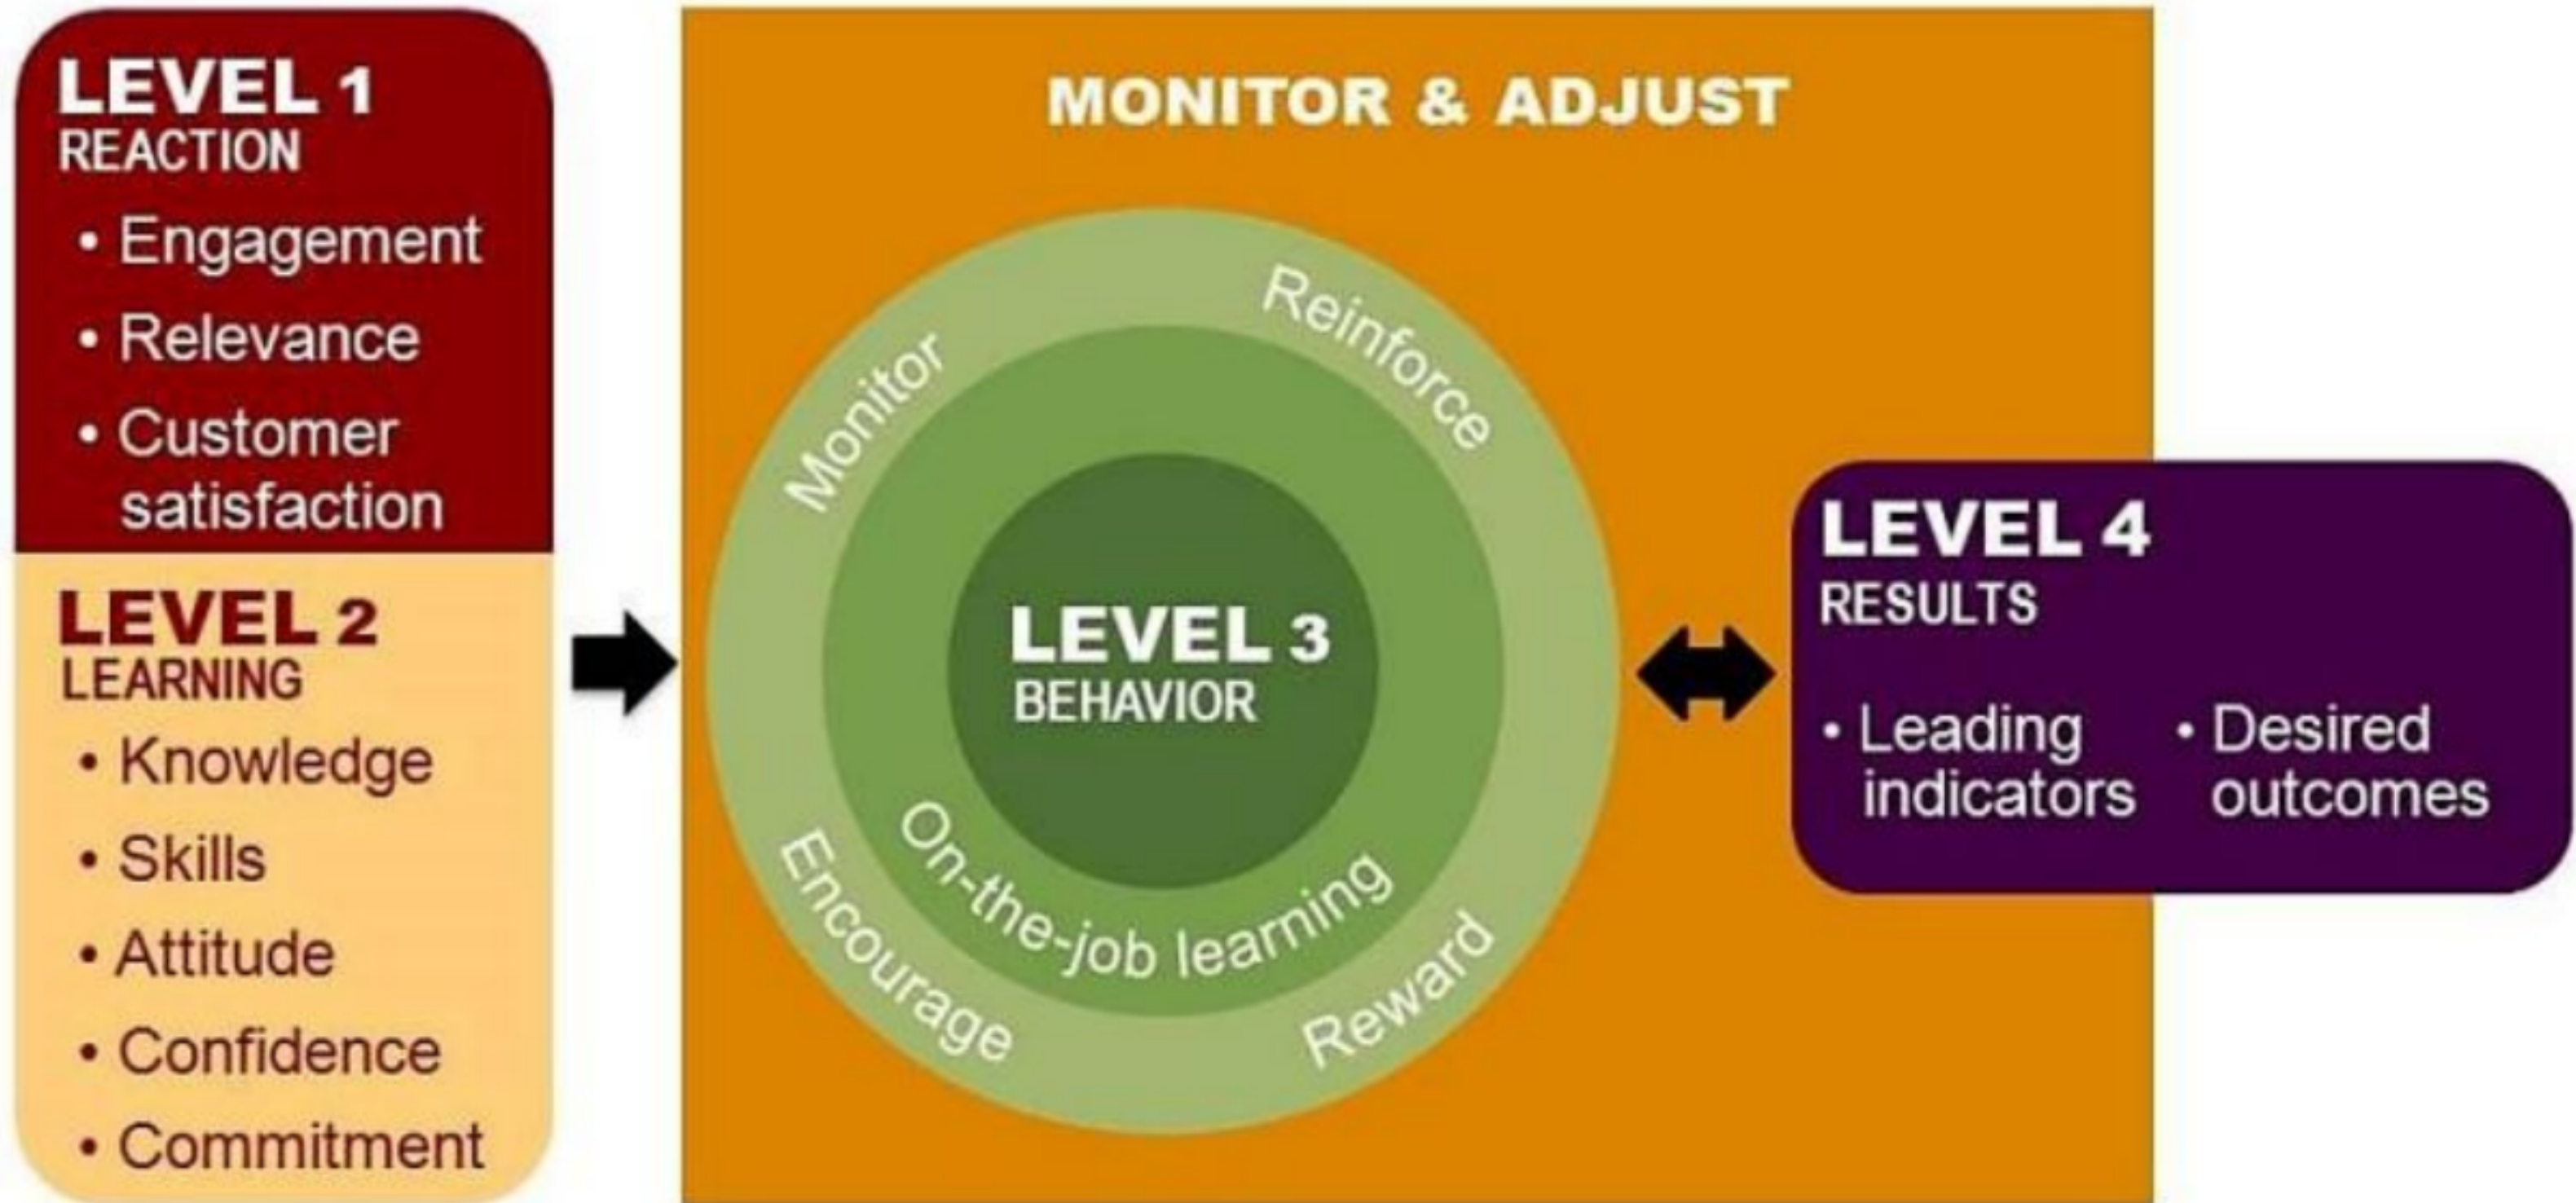 LEVEL 1
REACTION
• Engagement
• Relevance
• Customer
satisfaction
LEVEL 2
LEARNING
• Knowledge
• Skills
• Attitude
• Confidence
• Commitment
MONITOR & ADJUST
Monitor
Reinforce
LEVEL 3
BEHAVIOR
On-the-job learning
Encourage
Reward
LEVEL 4
RESULTS
• Leading
indicators
• Desired
outcomes